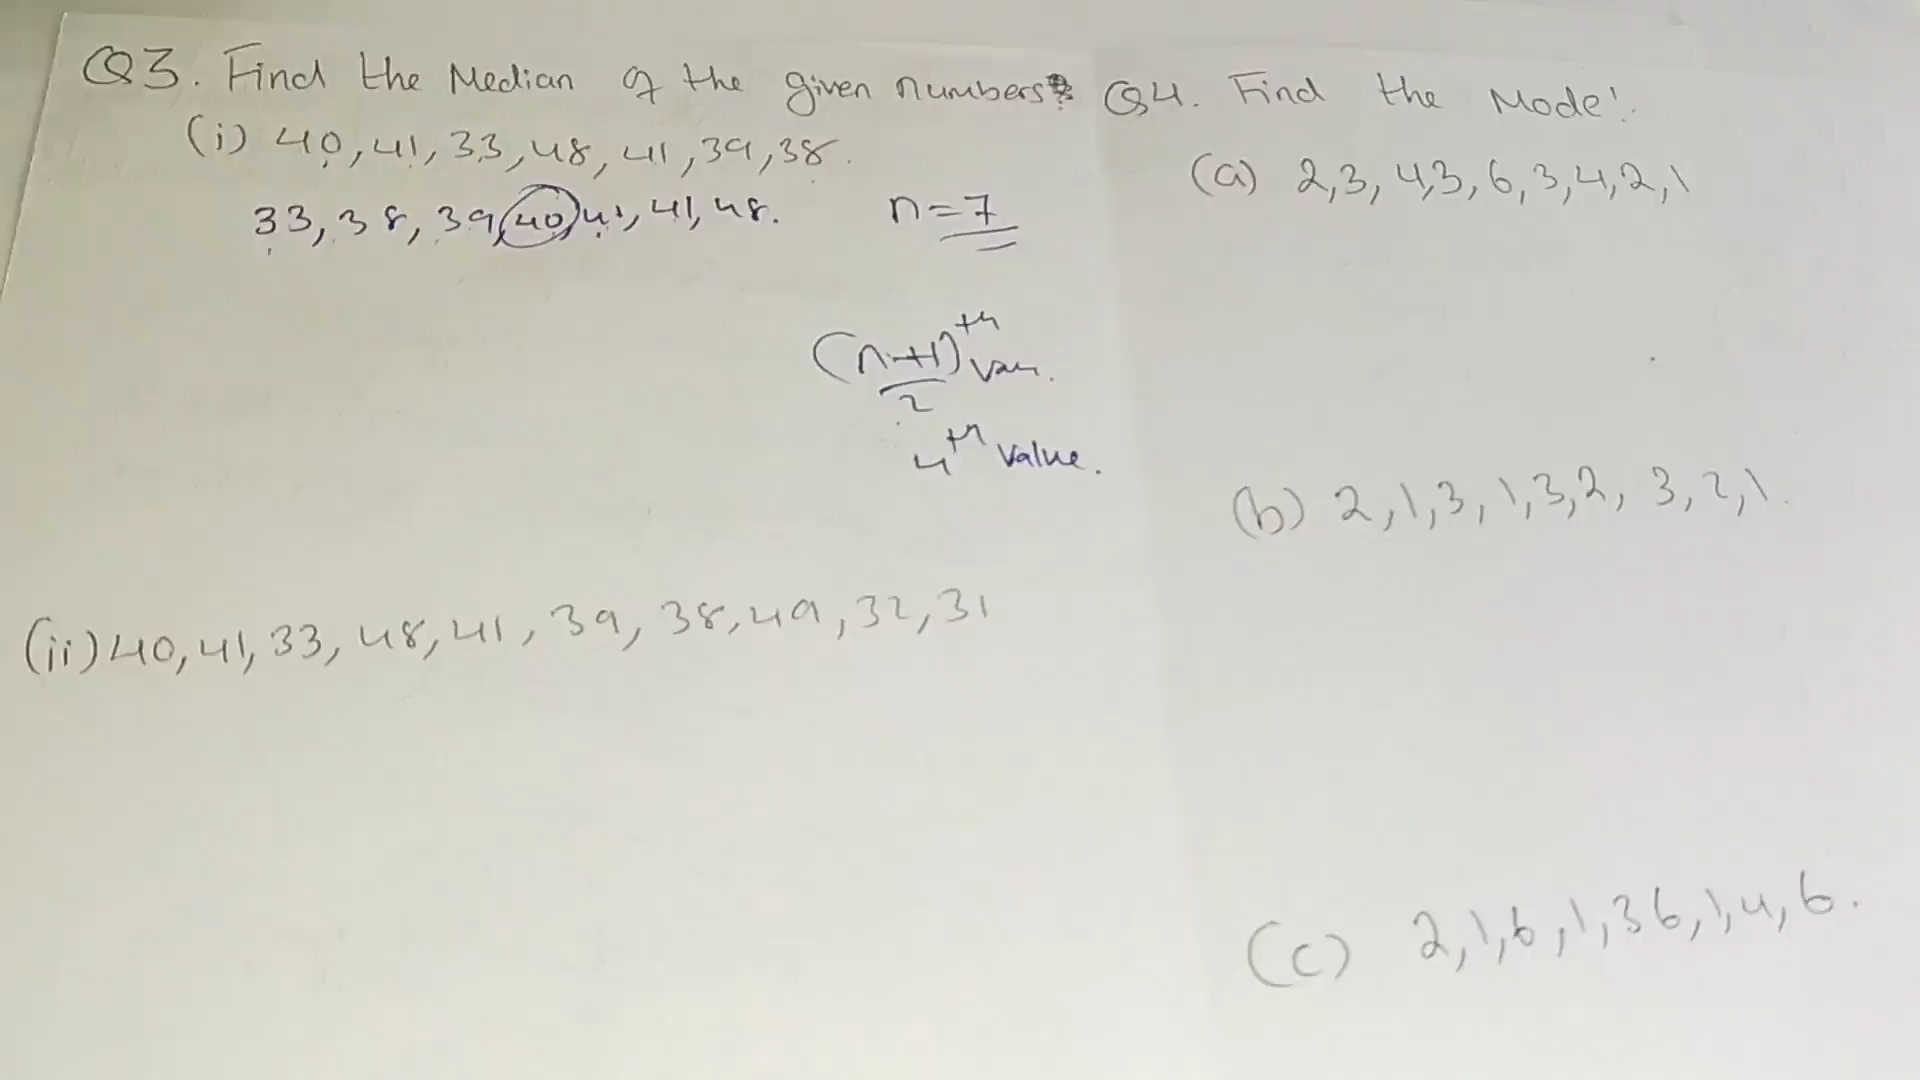 Q3. Find the Median of the given numbers
(i) 40, 41, 33, 48, 41, 39, 38.
33, 38, 39, 40, 41, 41, 48.
n = 7
(n+1)th
2
4th value.
(ii) 40, 41, 33, 48, 41, 39, 38, 49, 32, 31
Q4. Find the Mode:
(a) 2, 3, 4, 3, 6, 3, 4, 2, 1
(b) 2, 1, 3, 1, 3, 2, 3, 2, 1.
(c) 2, 1, 6, 1, 3 6, 1, 4, 6.